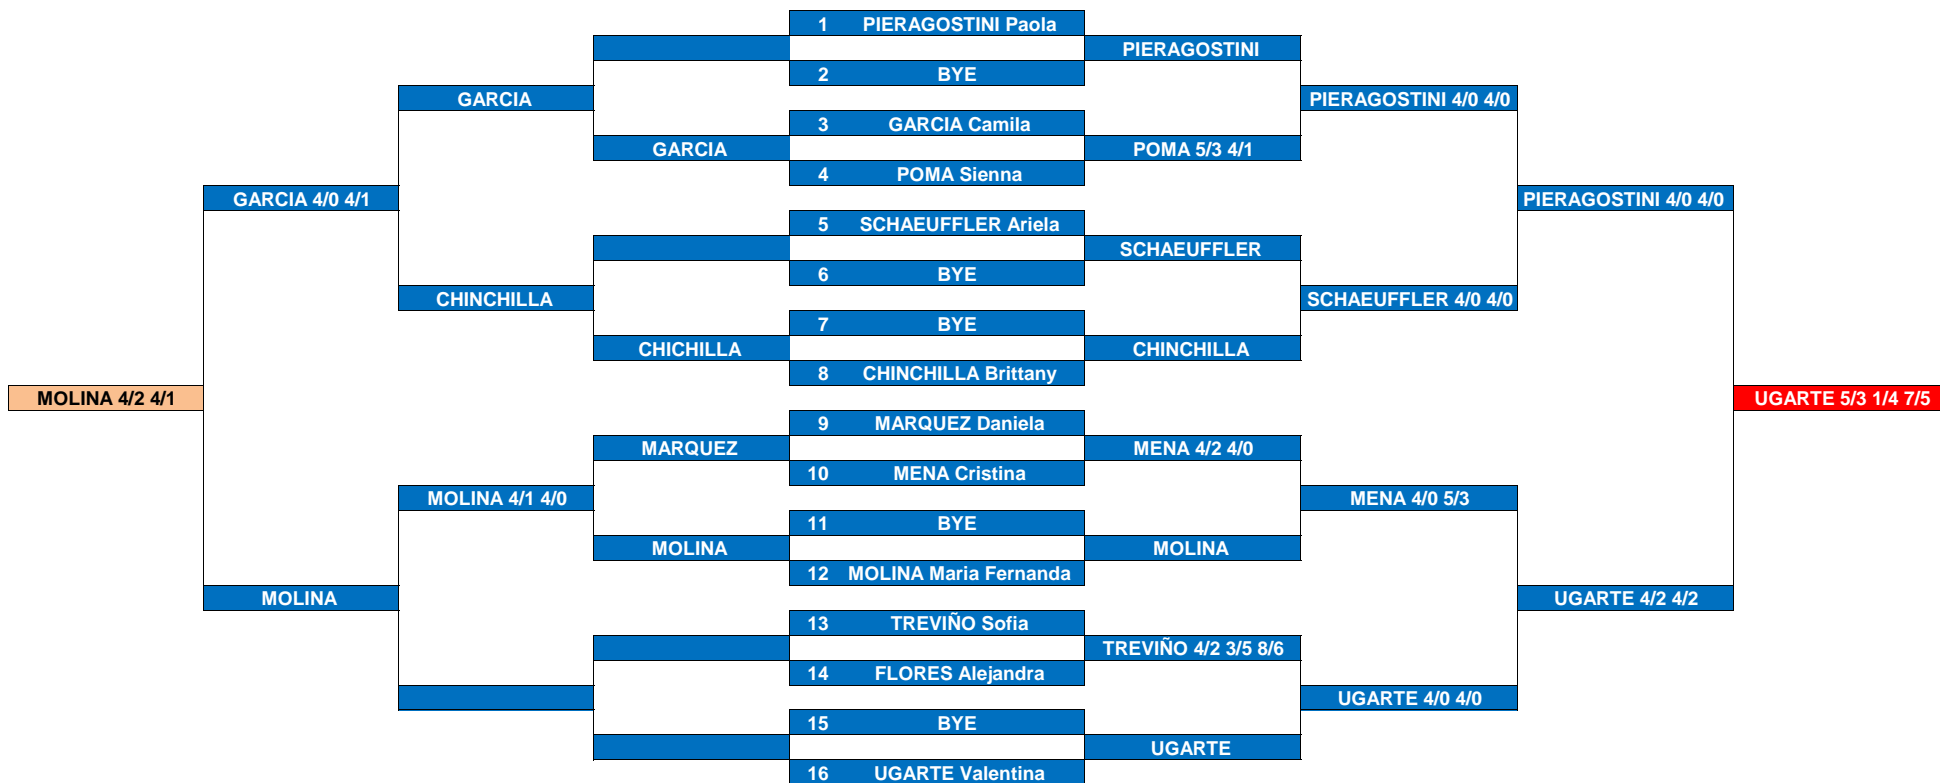 1 PIERAGOSTINI Paola
PIERAGOSTINI
2 BYE
GARCIA PIERAGOSTINI 4/0 4/0
3 GARCIA Camila
GARCIA POMA 5/3 4/1
4 POMA Sienna
GARCIA 4/0 4/1 PIERAGOSTINI 4/0 4/0
5 SCHAEUFFLER Ariela
SCHAEUFFLER
6 BYE
CHINCHILLA SCHAEUFFLER 4/0 4/0
7 BYE
CHICHILLA CHINCHILLA
8 CHINCHILLA Brittany
MOLINA 4/2 4/1 UGARTE 5/3 1/4 7/5
9 MARQUEZ Daniela
MARQUEZ MENA 4/2 4/0
10 MENA Cristina
MOLINA 4/1 4/0 MENA 4/0 5/3
11 BYE
MOLINA MOLINA
12 MOLINA Maria Fernanda
MOLINA UGARTE 4/2 4/2
13 TREVIÑO Sofia
TREVIÑO 4/2 3/5 8/6
14 FLORES Alejandra
UGARTE 4/0 4/0
15 BYE
UGARTE
16 UGARTE Valentina